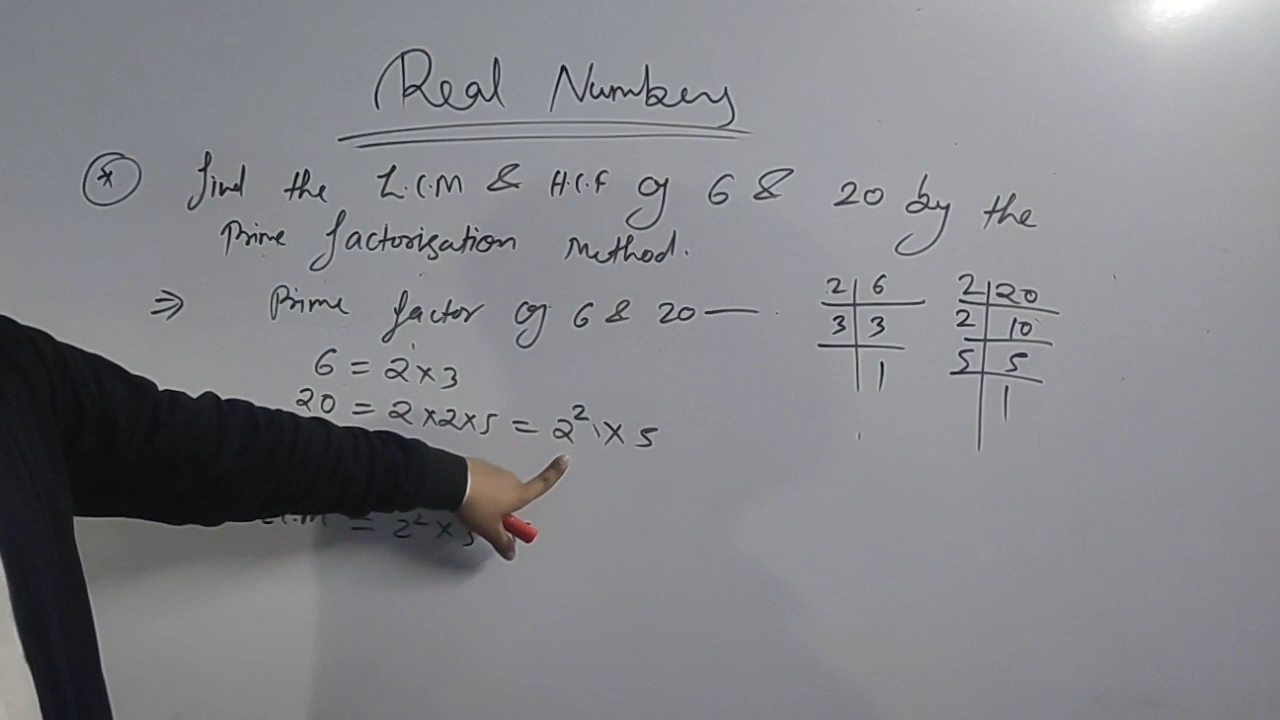 Real Numbers
* find the L.C.M & H.C.F of 6 & 20 by the
Prime factorisation Method.
⇒ Prime factor of 6 & 20 —
6 = 2 × 3
20 = 2 × 2 × 5 = 2² × 5
L.C.M = 2² × 
2 | 6
3 | 3
1
2 | 20
2 | 10
5 | 5
1